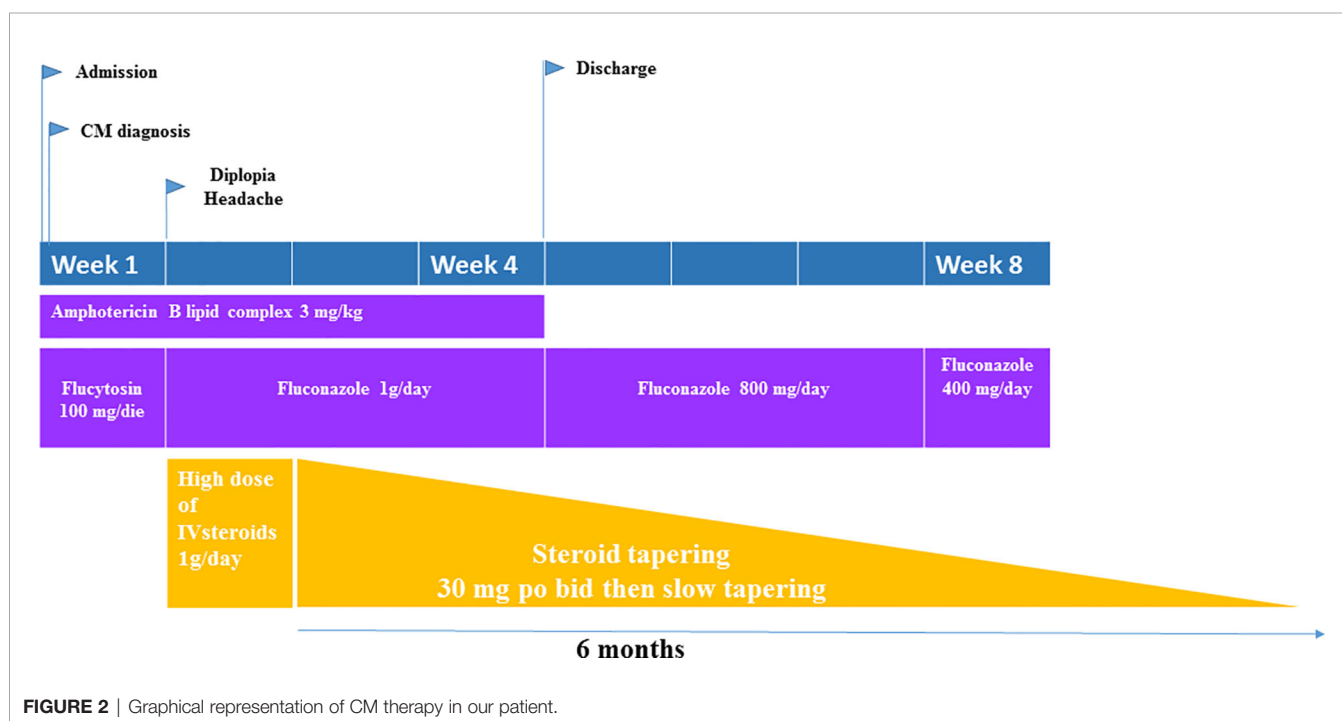 Admission
CM diagnosis
Diplopia
Headache
Discharge
Week 1
Week 4
Week 8
Amphotericin B lipid complex 3 mg/kg
Flucytosin
100 mg/die
Fluconazole 1g/day
Fluconazole 800 mg/day
Fluconazole
400 mg/day
High dose
of
IVsteroids
1g/day
Steroid tapering
30 mg po bid then slow tapering
6 months
FIGURE 2 | Graphical representation of CM therapy in our patient.